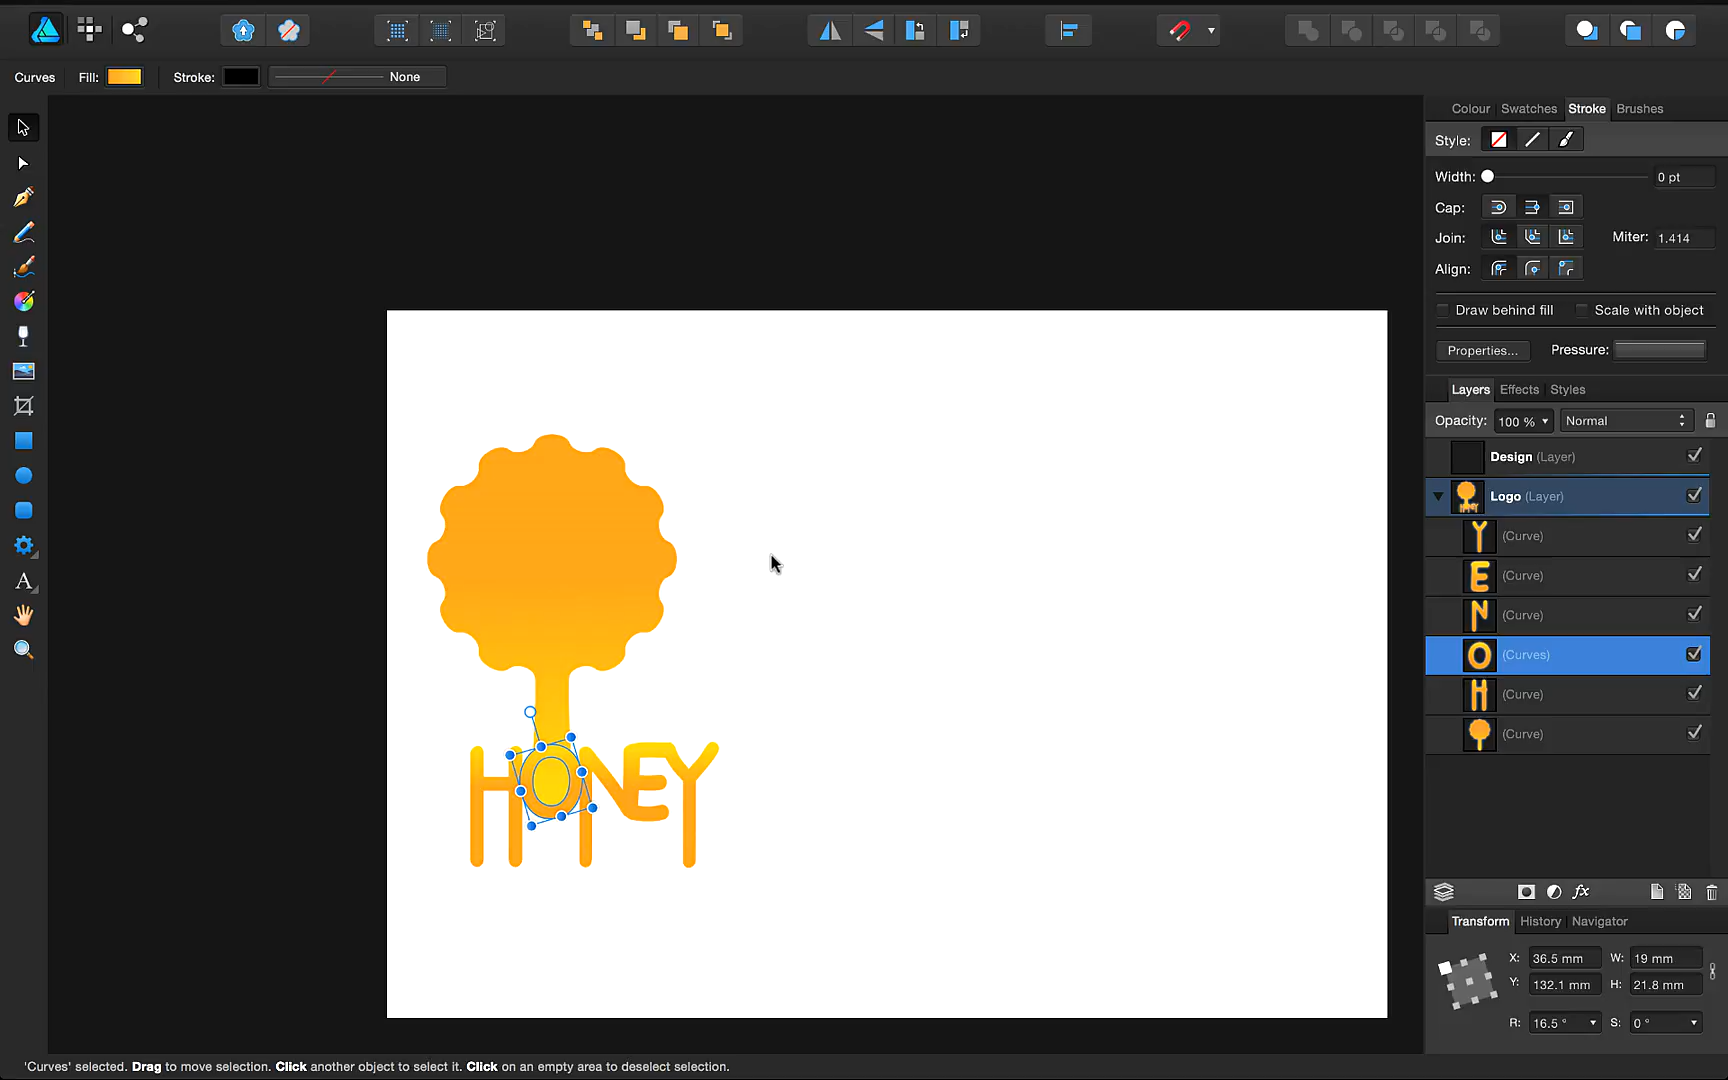 Curves Fill: Stroke: None
Colour Swatches Stroke Brushes
Style:
Width: 0 pt
Cap:
Join: Miter: 1.414
Align:
Draw behind fill Scale with object
Properties... Pressure:
Layers Effects Styles
Opacity: 100 % Normal
Design (Layer)
Logo (Layer)
(Curve)
(Curve)
(Curve)
(Curves)
(Curve)
(Curve)
HONEY
fx
Transform History Navigator
X: 36.5 mm W: 19 mm
Y: 132.1 mm H: 21.8 mm
R: 16.5 ° S: 0 °
'Curves' selected. Drag to move selection. Click another object to select it. Click on an empty area to deselect selection.